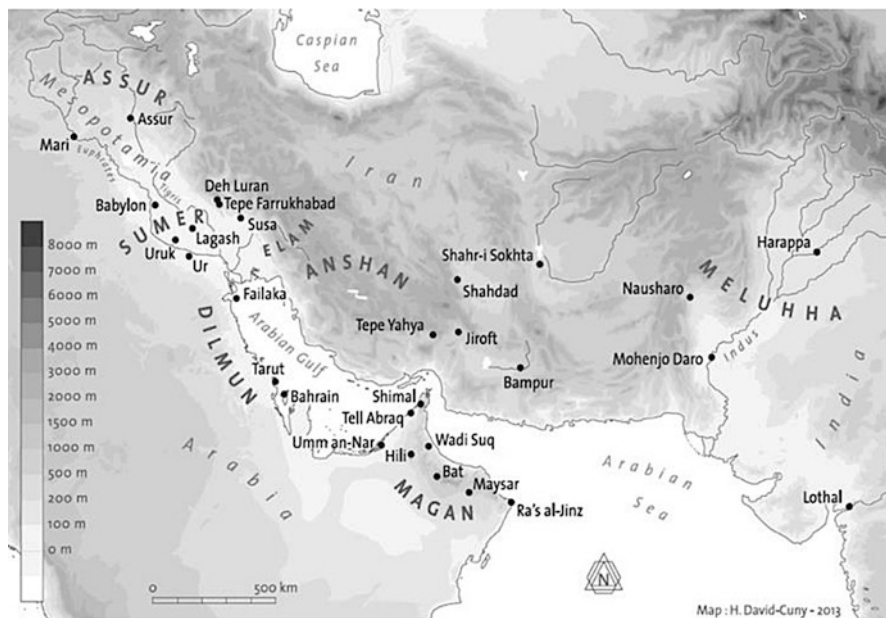 Caspian
Sea
ASSUR
Mesopotamia
Assur
Mari
Euphrates
Tigris
Iran
Deh Luran
Tepe Farrukhabad
Babylon
Susa
SUMER
Lagash
ELAM
Uruk
Ur
ANSHAN
Shahr-i Sokhta
Harappa
Shahdad
Nausharo
MELUHHA
8000 m
7000 m
6000 m
5000 m
4000 m
3000 m
2000 m
1500 m
1000 m
500 m
200 m
100 m
0 m
Failaka
DILMUN
Arabian Gulf
Tepe Yahya
Jiroft
Mohenjo Daro
Indus
Bampur
India
Tarut
Bahrain
Shimal
Tell Abraq
Umm an-Nar
Wadi Suq
Hili
Bat
Maysar
MAGAN
Ra's al-Jinz
Arabia
Arabian
Sea
Lothal
0 500 km
N
Map : H. David-Cuny - 2013